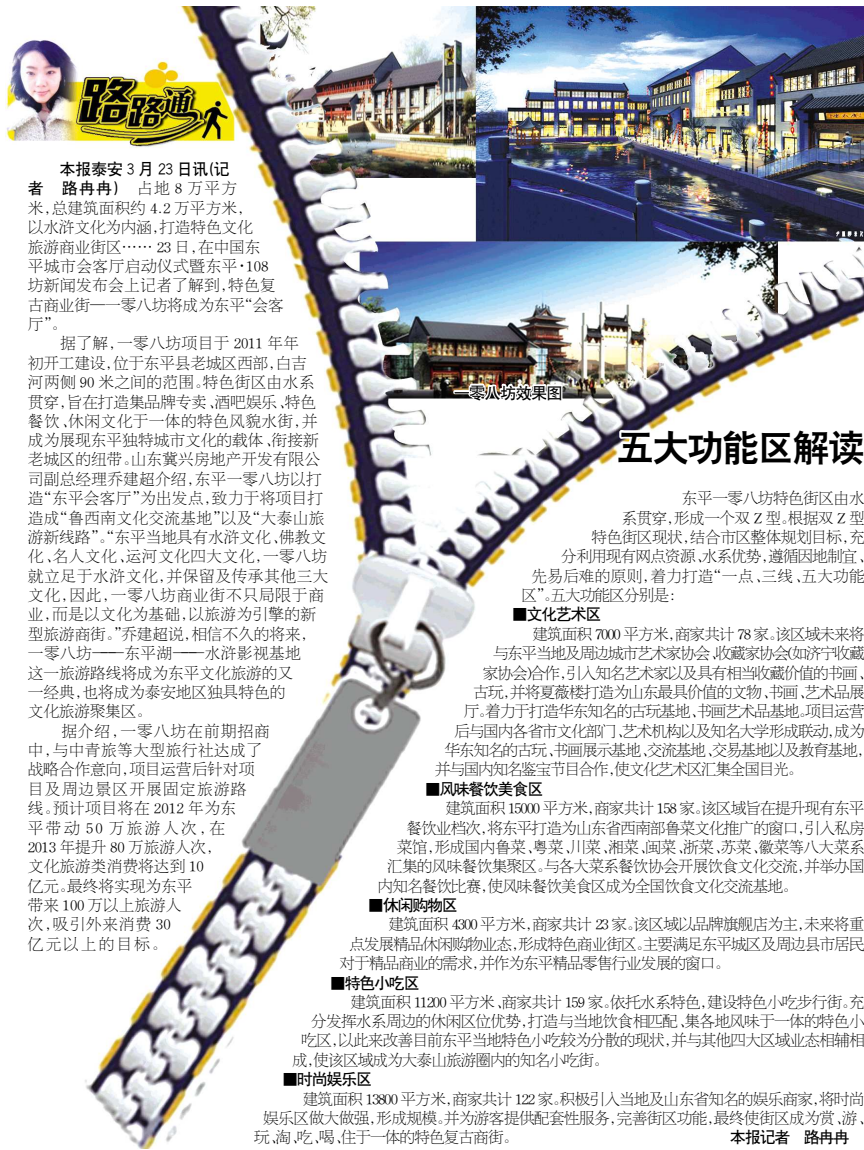 路路通
本报泰安 3 月 23 日讯(记
者 路冉冉) 占地 8 万平方
米,总建筑面积约 4.2 万平方米,
以水浒文化为内涵,打造特色文化
旅游商业街区…… 23 日,在中国东
平城市会客厅启动仪式暨东平·108
坊新闻发布会上记者了解到,特色复
古商业街—一零八坊将成为东平“会客
厅”。
据了解,一零八坊项目于 2011 年年
初开工建设,位于东平县老城区西部,白吉
河两侧 90 米之间的范围。特色街区由水系
贯穿,旨在打造集品牌专卖、酒吧娱乐、特色
餐饮、休闲文化于一体的特色风貌水街,并
成为展现东平独特城市文化的载体、衔接新
老城区的纽带。山东冀兴房地产开发有限公
司副总经理乔建超介绍,东平一零八坊以打
造“东平会客厅”为出发点,致力于将项目打
造成“鲁西南文化交流基地”以及“大泰山旅
游新线路”。“东平当地具有水浒文化、佛教文
化、名人文化、运河文化四大文化,一零八坊
就立足于水浒文化,并保留及传承其他三大
文化,因此,一零八坊商业街不只局限于商
业,而是以文化为基础,以旅游为引擎的新
型旅游商街。”乔建超说,相信不久的将来,
一零八坊——东平湖——水浒影视基地
这一旅游路线将成为东平文化旅游的又
一经典,也将成为泰安地区独具特色的
文化旅游聚集区。
据介绍,一零八坊在前期招商
中,与中青旅等大型旅行社达成了
战略合作意向,项目运营后针对项
目及周边景区开展固定旅游路
线。预计项目将在 2012 年为东
平带动 50 万旅游人次,在
2013 年提升 80 万旅游人次,
文化旅游类消费将达到 10
亿元。最终将实现为东平
带来 100 万以上旅游人
次,吸引外来消费 30
亿元以上的目标。
一零八坊效果图
五大功能区解读
东平一零八坊特色街区由水
系贯穿,形成一个双 Z 型。根据双 Z 型
特色街区现状,结合市区整体规划目标,充
分利用现有网点资源、水系优势,遵循因地制宜、
先易后难的原则,着力打造“一点、三线、五大功能
区”。五大功能区分别是:
■文化艺术区
建筑面积 7000 平方米,商家共计 78 家。该区域未来将
与东平当地及周边城市艺术家协会、收藏家协会(如济宁收藏
家协会)合作,引入知名艺术家以及具有相当收藏价值的书画、
古玩,并将夏薇楼打造为山东最具价值的文物、书画、艺术品展
厅。着力于打造华东知名的古玩基地、书画艺术品基地。项目运营
后与国内各省市文化部门、艺术机构以及知名大学形成联动,成为
华东知名的古玩、书画展示基地、交流基地、交易基地以及教育基地,
并与国内知名鉴宝节目合作,使文化艺术区汇集全国目光。
■风味餐饮美食区
建筑面积 15000 平方米,商家共计 158 家。该区域旨在提升现有东平
餐饮业档次,将东平打造为山东省西南部鲁菜文化推广的窗口,引入私房
菜馆,形成国内鲁菜、粤菜、川菜、湘菜、闽菜、浙菜、苏菜、徽菜等八大菜系
汇集的风味餐饮集聚区。与各大菜系餐饮协会开展饮食文化交流,并举办国
内知名餐饮比赛,使风味餐饮美食区成为全国饮食文化交流基地。
■休闲购物区
建筑面积 4300 平方米,商家共计 23 家。该区域以品牌旗舰店为主,未来将重
点发展精品休闲购物业态,形成特色商业街区。主要满足东平城区及周边县市居民
对于精品商业的需求,并作为东平精品零售行业发展的窗口。
■特色小吃区
建筑面积 11200 平方米、商家共计 159 家。依托水系特色,建设特色小吃步行街。充
分发挥水系周边的休闲区位优势,打造与当地饮食相匹配、集各地风味于一体的特色小
吃区,以此来改善目前东平当地特色小吃较为分散的现状,并与其他四大区域业态相辅相
成,使该区域成为大泰山旅游圈内的知名小吃街。
■时尚娱乐区
建筑面积 13800 平方米,商家共计 122 家。积极引入当地及山东省知名的娱乐商家,将时尚
娱乐区做大做强,形成规模。并为游客提供配套性服务,完善街区功能,最终使街区成为赏、游、
玩、淘、吃、喝、住于一体的特色复古商街。 本报记者 路冉冉